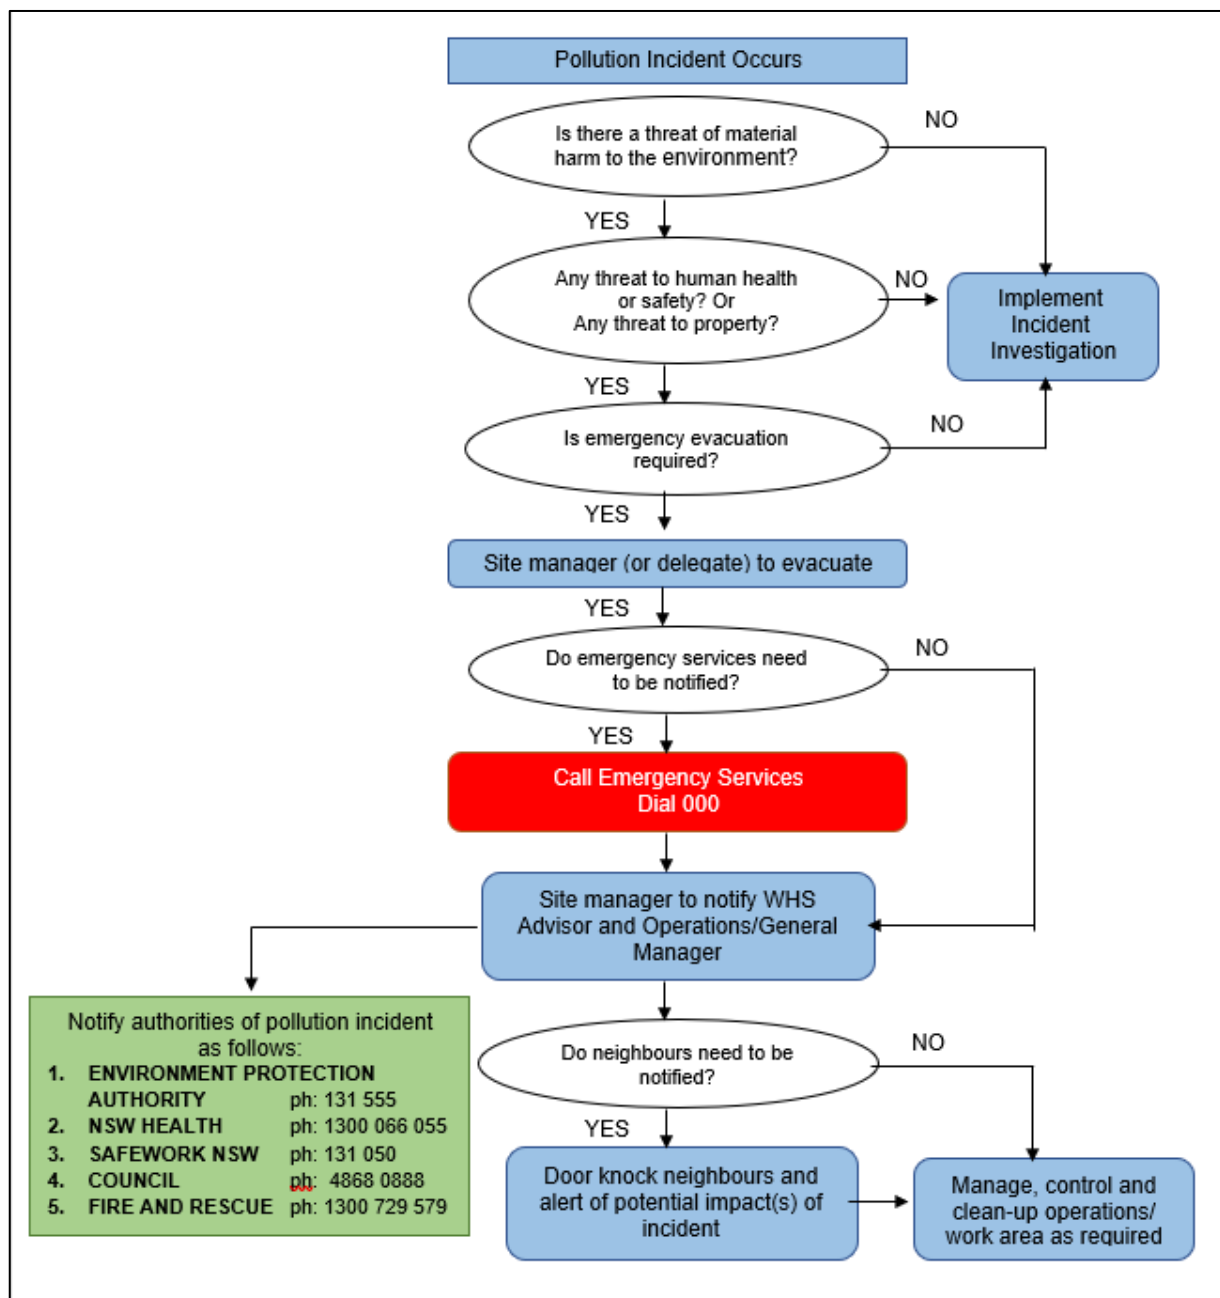 Pollution Incident Occurs
Is there a threat of material
harm to the environment?
NO
YES
Any threat to human health
or safety? Or
Any threat to property?
NO
Implement
Incident
Investigation
YES
Is emergency evacuation
required?
NO
YES
Site manager (or delegate) to evacuate
YES
Do emergency services need
to be notified?
NO
YES
Call Emergency Services
Dial 000
Site manager to notify WHS
Advisor and Operations/General
Manager
Notify authorities of pollution incident
as follows:
1. ENVIRONMENT PROTECTION
AUTHORITY ph: 131 555
2. NSW HEALTH ph: 1300 066 055
3. SAFEWORK NSW ph: 131 050
4. COUNCIL ph: 4868 0888
5. FIRE AND RESCUE ph: 1300 729 579
Do neighbours need to be
notified?
NO
YES
Door knock neighbours and
alert of potential impact(s) of
incident
Manage, control and
clean-up operations/
work area as required